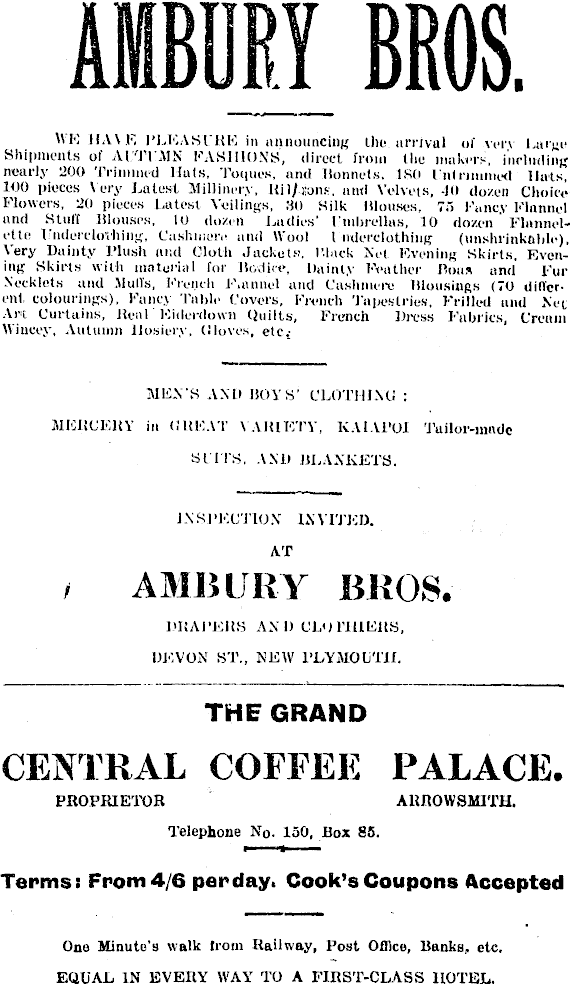 AMBURY BROS.
WE HAVE PLEASURE in announcing the arrival of very Large
Shipments of AUTUMN FASHIONS, direct from the makers, including
nearly 200 Trimmed Hats, Toques, and Bonnets, 180 Untrimmed Hats,
100 pieces Very Latest Millinery, Ribbons, and Velvets, 40 dozen Choice
Flowers, 20 pieces Latest Veilings, 30 Silk Blouses, 75 Fancy Flannel
and Stuff Blouses, 10 dozen Ladies' Umbrellas, 10 dozen Flannel-
ette Underclothing, Cashmere and Wool Underclothing (unshrinkable),
Very Dainty Plush and Cloth Jackets, Black Net Evening Skirts, Even-
ing Skirts with material for Bodice, Dainty Feather Boas and Fur
Necklets and Muffs, French Flannel and Cashmere Blousings (70 differ-
ent colourings), Fancy Table Covers, French Tapestries, Frilled and Net
Art Curtains, Real Eiderdown Quilts, French Dress Fabrics, Cream
Wincey, Autumn Hosiery, Gloves, etc.
MEN'S AND BOYS' CLOTHING :
MERCERY in GREAT VARIETY, KAIAPOI Tailor-made
SUITS, AND BLANKETS.
INSPECTION INVITED.
AT
AMBURY BROS.
DRAPERS AND CLOTHIERS,
DEVON ST., NEW PLYMOUTH.
THE GRAND
CENTRAL COFFEE PALACE.
PROPRIETOR ARROWSMITH.
Telephone No. 150, Box 85.
Terms: From 4/6 per day. Cook's Coupons Accepted
One Minute's walk from Railway, Post Office, Banks, etc.
EQUAL IN EVERY WAY TO A FIRST-CLASS HOTEL.